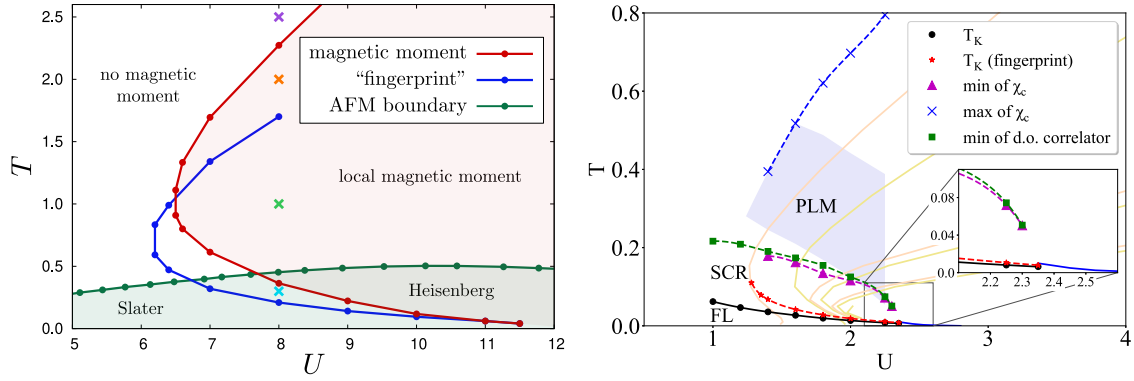 2.5
2.0
1.5
1.0
0.5
0.0
T
5
6
7
8
9
10
11
12
U
no magnetic
moment
magnetic moment
“fingerprint”
AFM boundary
local magnetic moment
Slater
Heisenberg
0.8
0.6
0.4
0.2
0.0
T
1
2
3
4
U
T_K
T_K (fingerprint)
min of χ_c
max of χ_c
min of d.o. correlator
PLM
SCR
FL
0.08
0.04
0.0
2.2
2.3
2.4
2.5